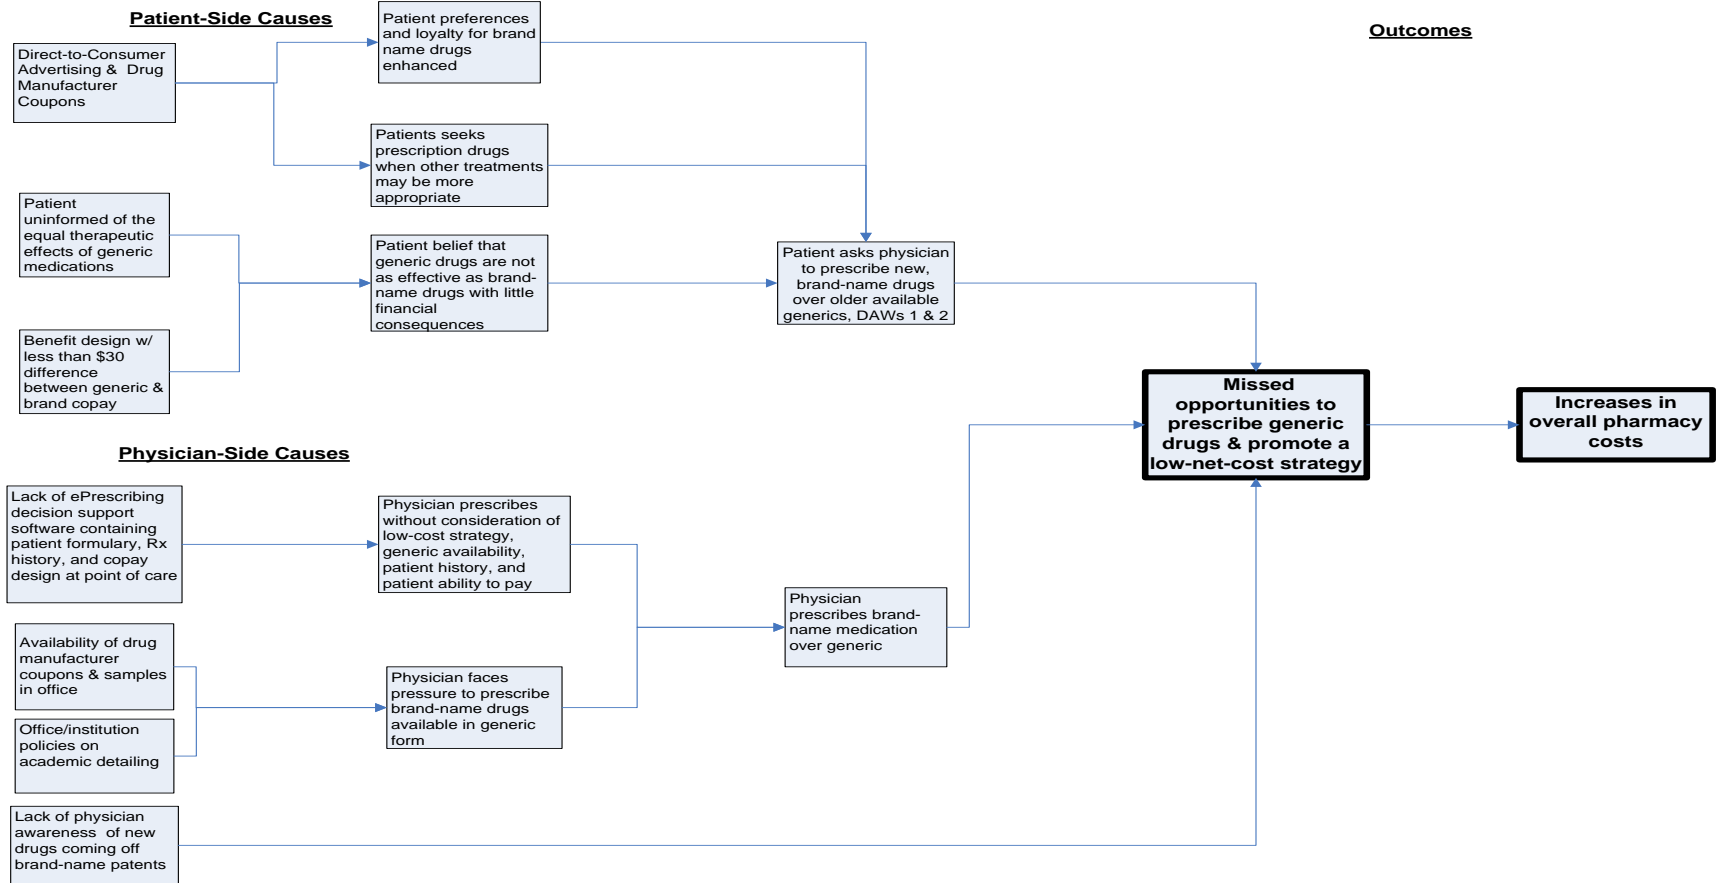 Patient-Side Causes
Outcomes
Direct-to-Consumer
Advertising & Drug
Manufacturer
Coupons
Patient preferences
and loyalty for brand
name drugs
enhanced
Patients seeks
prescription drugs
when other treatments
may be more
appropriate
Patient
uninformed of the
equal therapeutic
effects of generic
medications
Benefit design w/
less than $30
difference
between generic &
brand copay
Patient belief that
generic drugs are not
as effective as brand-
name drugs with little
financial
consequences
Patient asks physician
to prescribe new,
brand-name drugs
over older available
generics, DAWs 1 & 2
Missed
opportunities to
prescribe generic
drugs & promote a
low-net-cost strategy
Increases in
overall pharmacy
costs
Physician-Side Causes
Lack of ePrescribing
decision support
software containing
patient formulary, Rx
history, and copay
design at point of care
Physician prescribes
without consideration of
low-cost strategy,
generic availability,
patient history, and
patient ability to pay
Availability of drug
manufacturer
coupons & samples
in office
Office/institution
policies on
academic detailing
Physician faces
pressure to prescribe
brand-name drugs
available in generic
form
Physician
prescribes brand-
name medication
over generic
Lack of physician
awareness of new
drugs coming off
brand-name patents